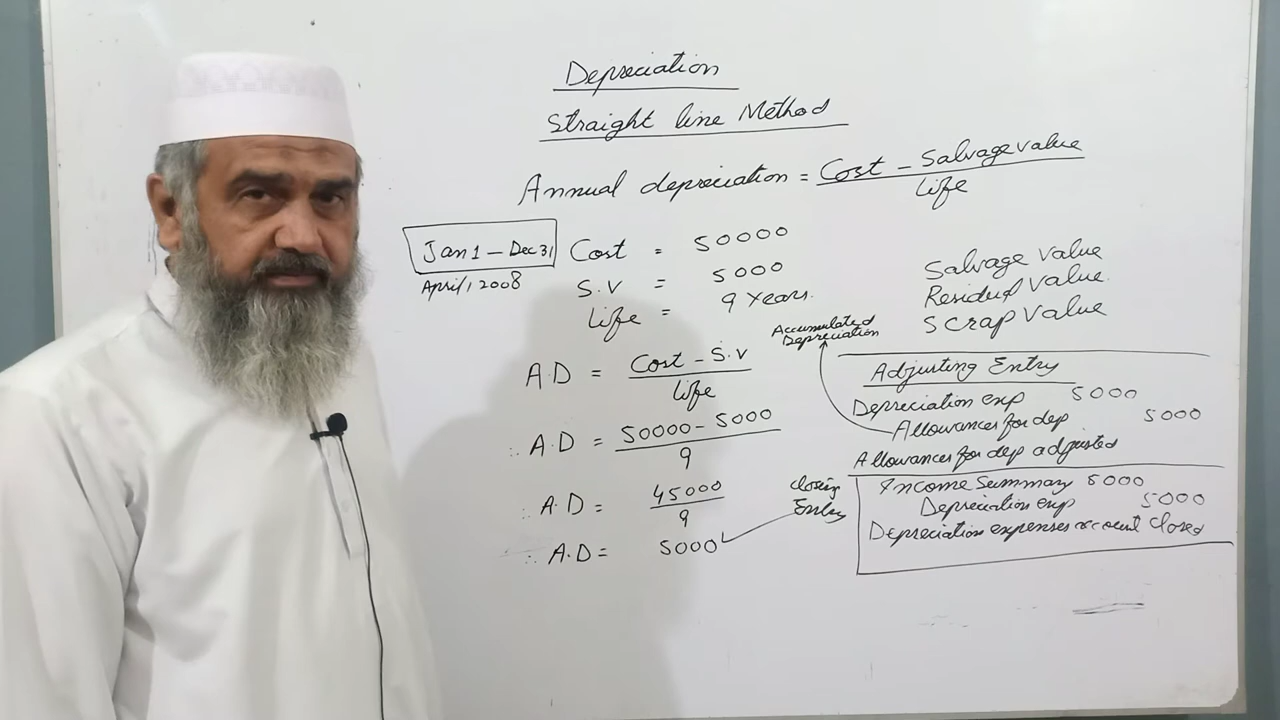 Depreciation
Straight line Method
Annual depreciation = Cost - Salvage value
Life
Jan 1 - Dec 31
April 1, 2008
Cost = 50000
S.V = 5000
Life = 9 Years.
Salvage Value
Residual Value.
Scrap Value
Accumulated
Depreciation
A.D = Cost - S.V
Life
∴ A.D = 50000 - 5000
9
∴ A.D = 45000
9
∴ A.D = 5000
Closing
Entry
Adjusting Entry
Depreciation exp 5000
Allowances for dep 5000
Allowances for dep adjusted
Income Summary 5000
Depreciation exp 5000
Depreciation expenses account closed